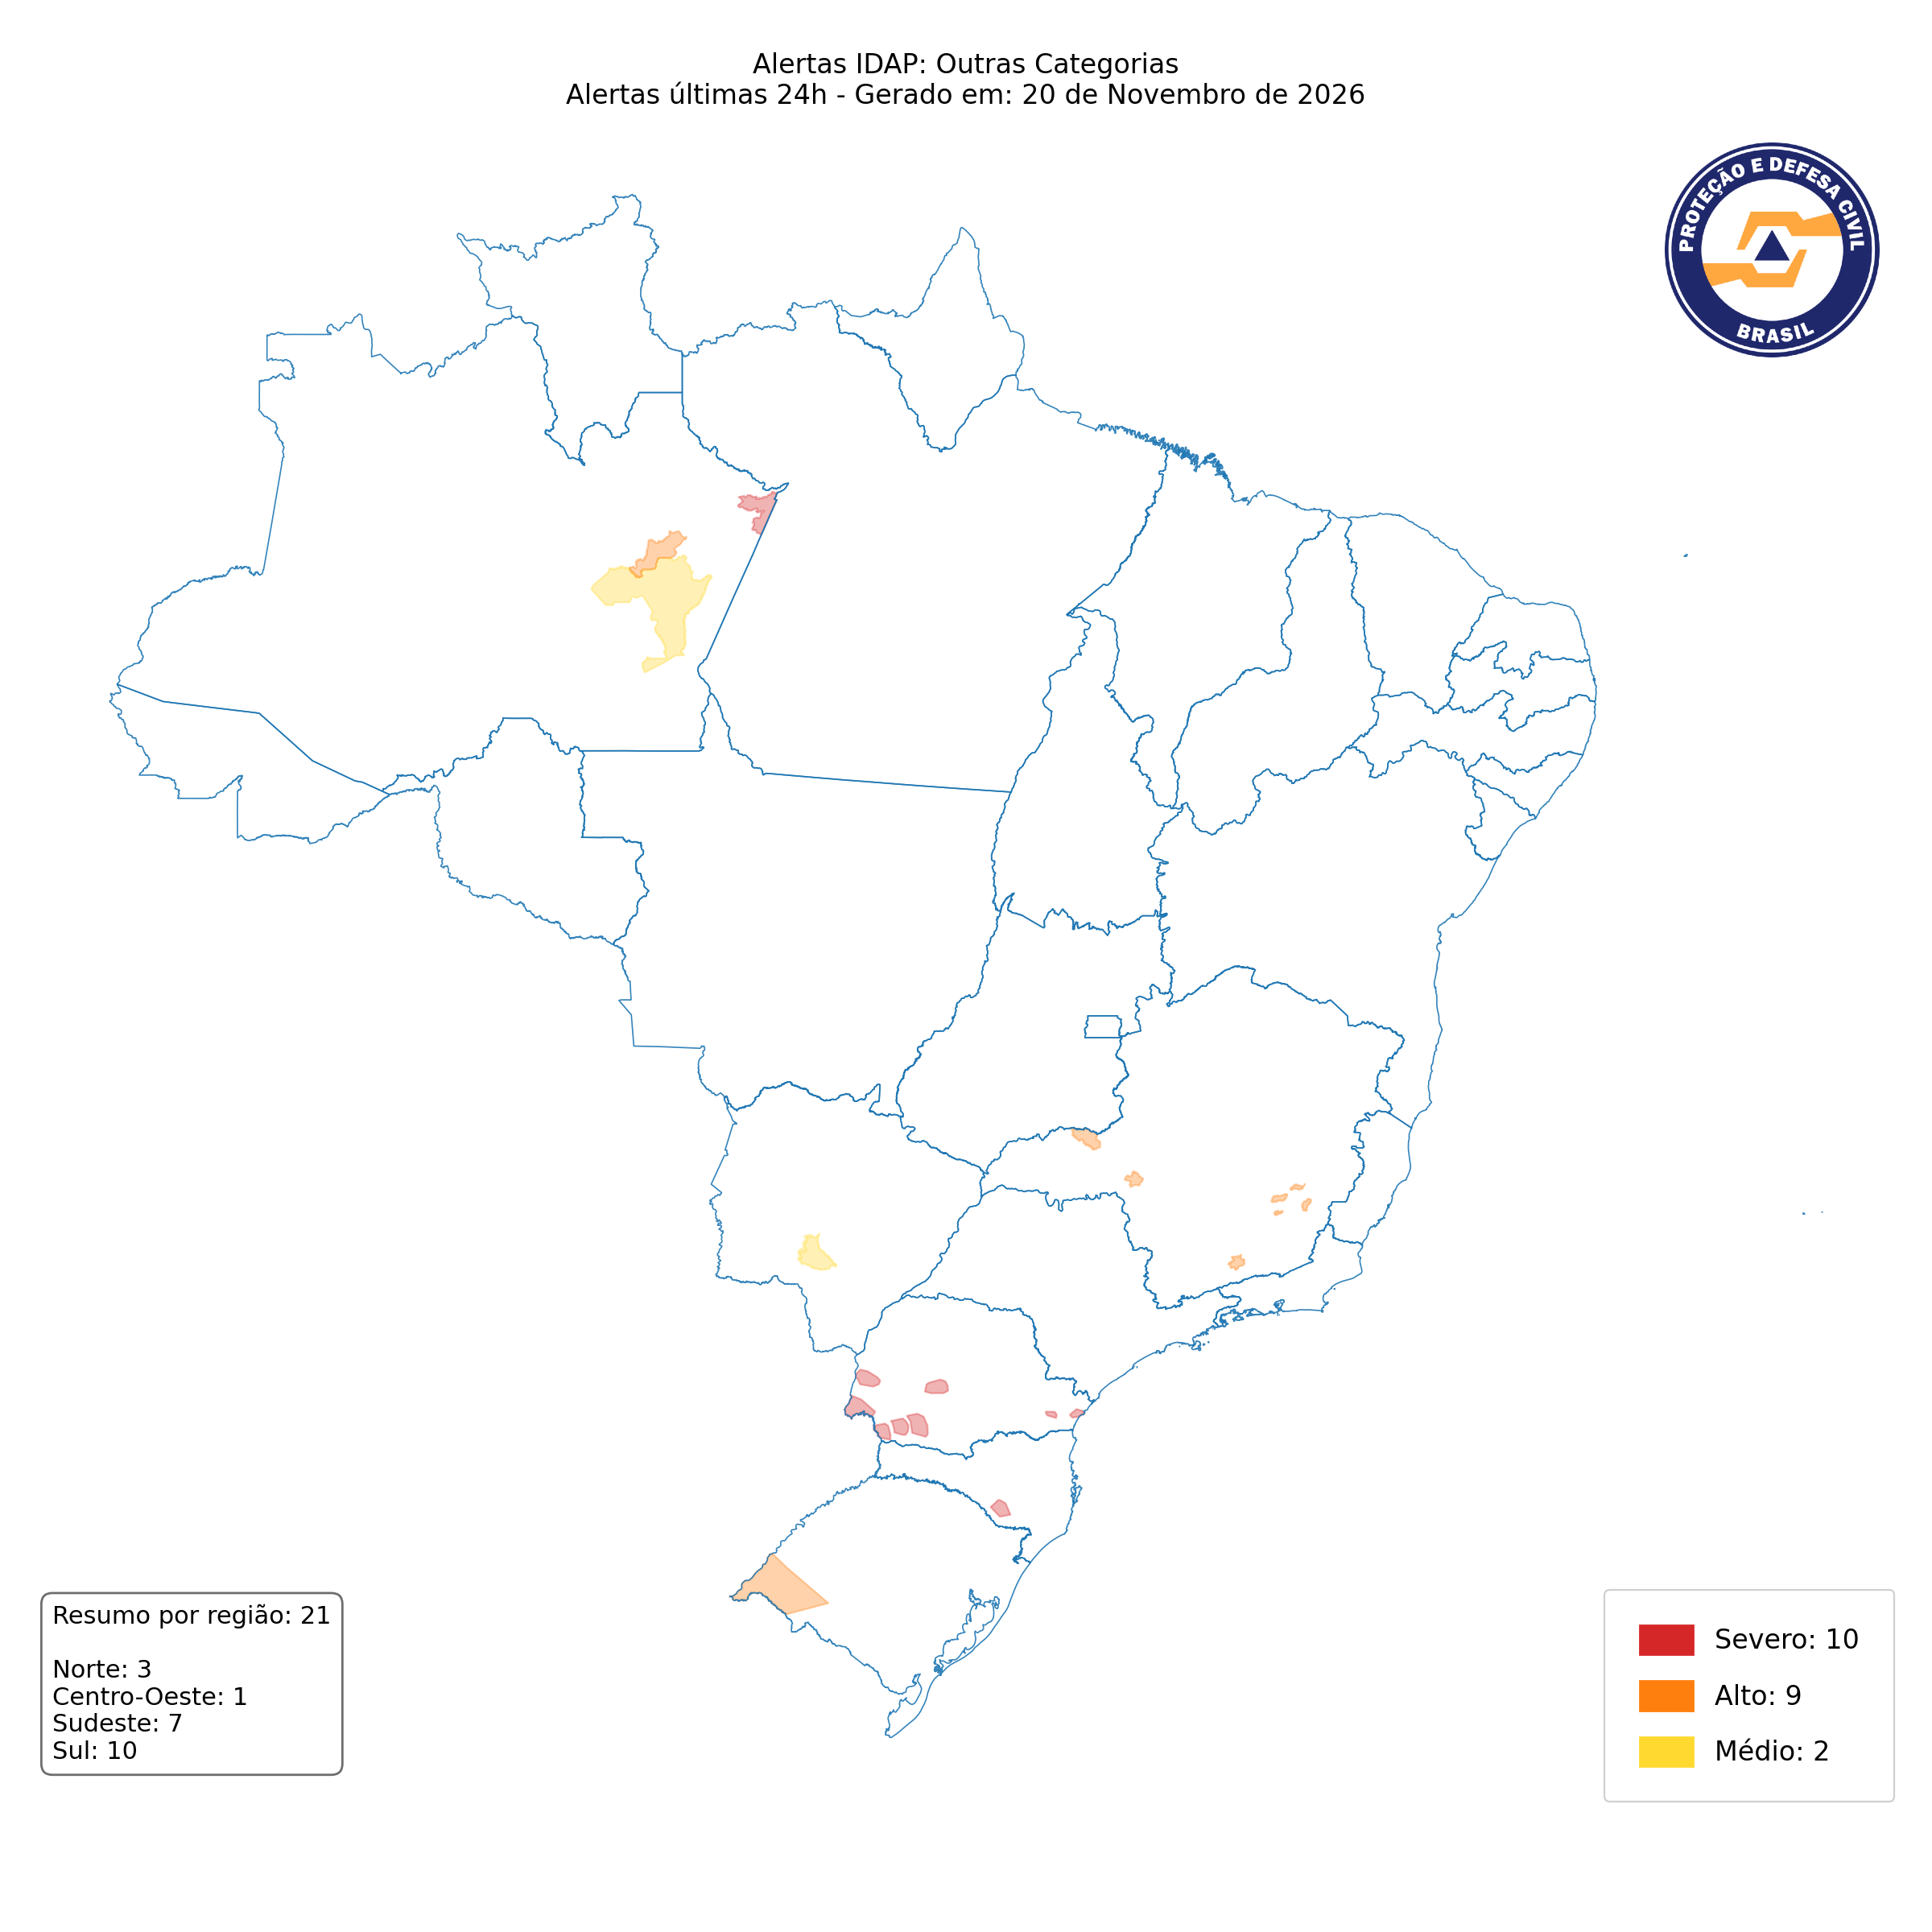 Alertas IDAP: Outras Categorias
Alertas últimas 24h - Gerado em: 20 de Novembro de 2026
PROTEÇÃO E DEFESA CIVIL
BRASIL
Resumo por região: 21
Norte: 3
Centro-Oeste: 1
Sudeste: 7
Sul: 10
Severo: 10
Alto: 9
Médio: 2